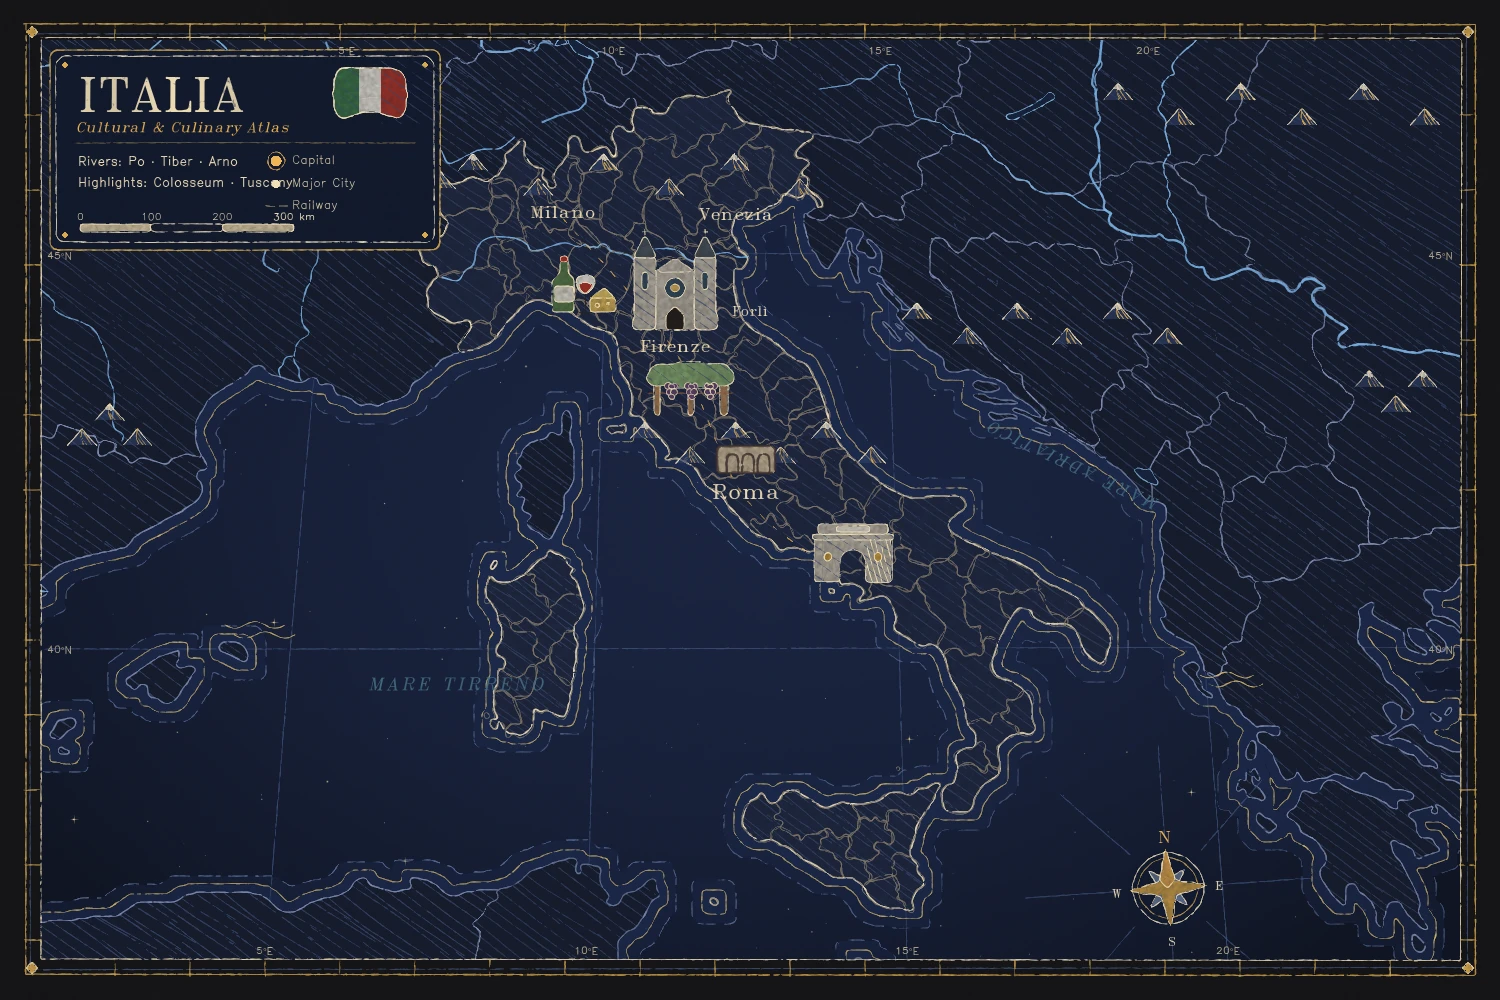 5°E
10°E
15°E
20°E
ITALIA
Cultural & Culinary Atlas
Rivers: Po · Tiber · Arno
Capital
Highlights: Colosseum · Tuscany
Major City
Railway
0 100 200 300 km
Milano
Venezia
45°N
45°N
Forlì
Firenze
MARE ADRIATICO
Roma
40°N
40°N
MARE TIRRENO
N
W
E
S
5°E
10°E
15°E
20°E